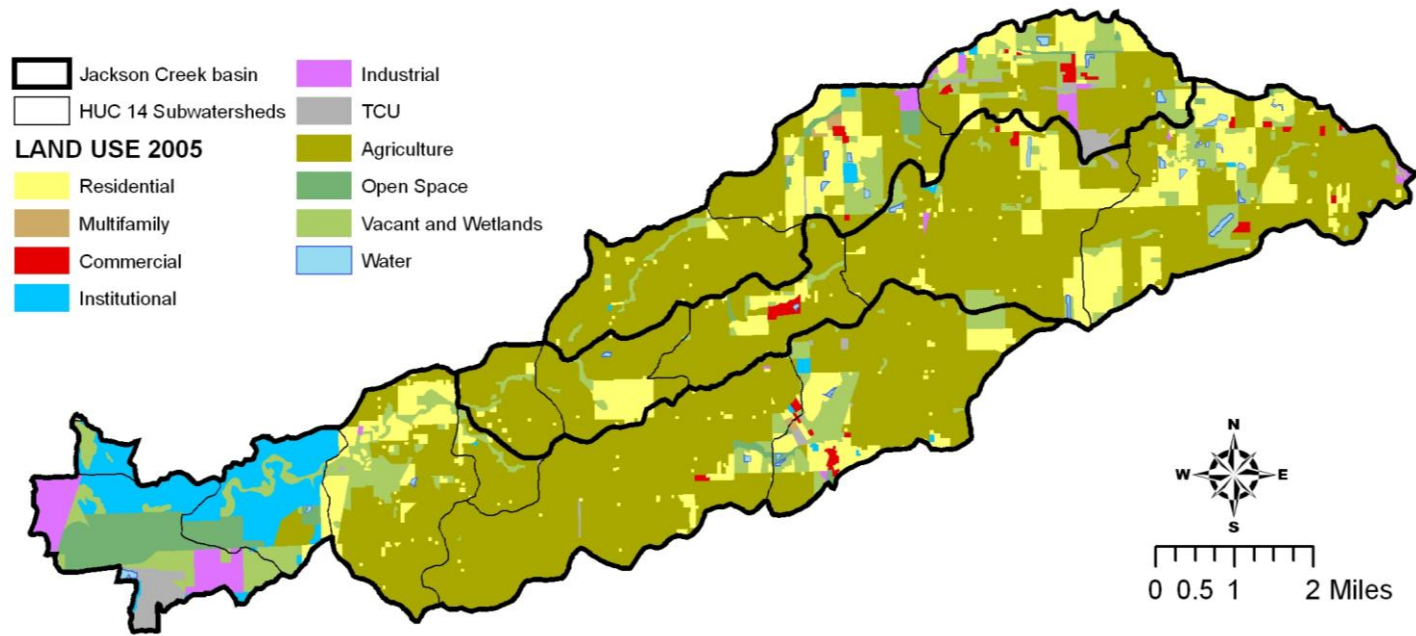 Jackson Creek basin
HUC 14 Subwatersheds
LAND USE 2005
Residential
Multifamily
Commercial
Institutional
Industrial
TCU
Agriculture
Open Space
Vacant and Wetlands
Water
N
W E
S
0 0.5 1 2 Miles